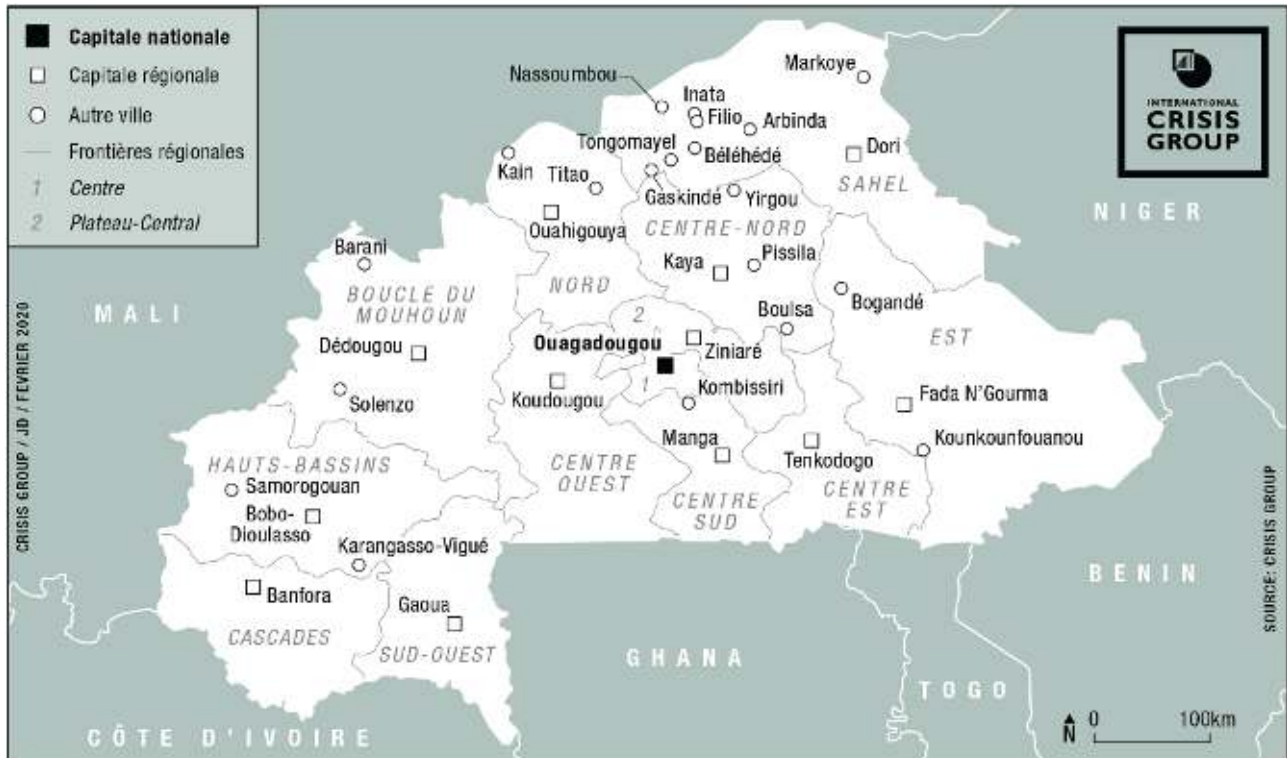 Capitale nationale
Capitale régionale
Autre ville
Frontières régionales
1 Centre
2 Plateau-Central
INTERNATIONAL
CRISIS
GROUP
Markoye
Nassoumbou
Inata
Filio
Arbinda
Tongomayel
Béléhédé
Dori
Kain
Titao
SAHEL
Gaskindé
Yirgou
NIGER
Ouahigouya
CENTRE-NORD
Barani
Pissila
Kaya
NORD
BOUCLE DU
MOUHOUN
Bogandé
MALI
Boulsa
2
EST
Ouagadougou
Ziniaré
Dédougou
1
Kombissiri
Koudougou
Solenzo
Fada N'Gourma
Manga
Kounkounfouanou
Tenkodogo
HAUTS-BASSINS
CENTRE
OUEST
Samorogouan
CENTRE
EST
CENTRE
SUD
Bobo-
Dioulasso
Karangasso-Vigué
BENIN
Banfora
Gaoua
CASCADES
SUD-OUEST
GHANA
TOGO
CÔTE D'IVOIRE
0 100km
N
CRISIS GROUP / JD / FEVRIER 2020
SOURCE: CRISIS GROUP